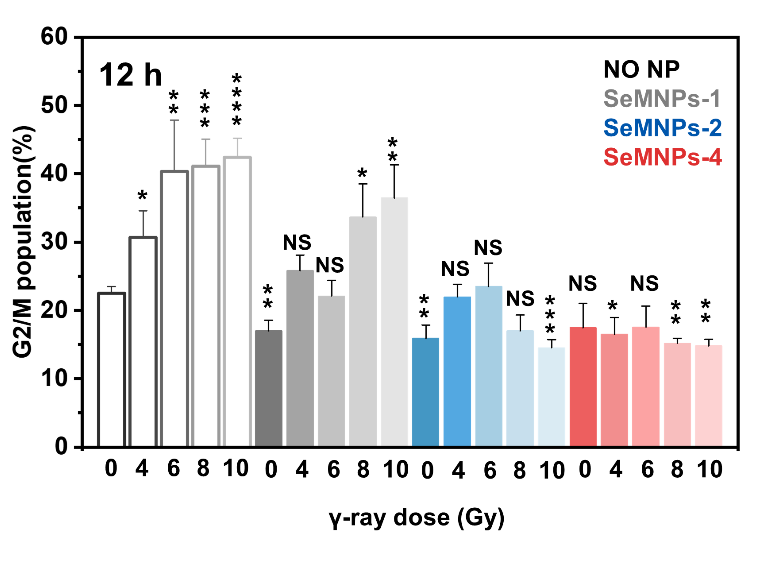 12 h
NO NP
SeMNPs-1
SeMNPs-2
SeMNPs-4
G2/M population(%)
60
50
40
30
20
10
0
* ** *** **** ** NS NS * ** ** NS NS NS *** NS * NS ** **
0 4 6 8 10 0 4 6 8 10 0 4 6 8 10 0 4 6 8 10
γ-ray dose (Gy)